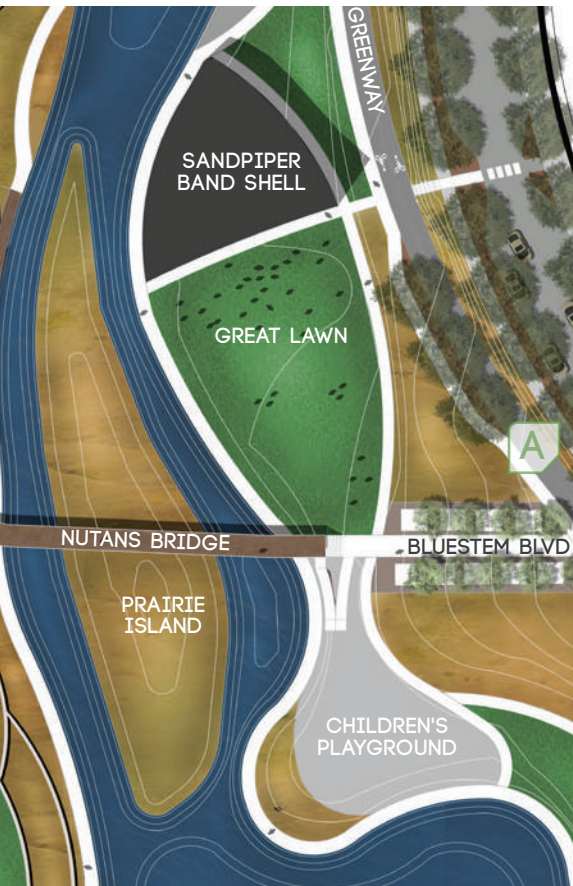 GREENWAY
SANDPIPER
BAND SHELL
GREAT LAWN
A
NUTANS BRIDGE
BLUESTEM BLVD
PRAIRIE
ISLAND
CHILDREN'S
PLAYGROUND